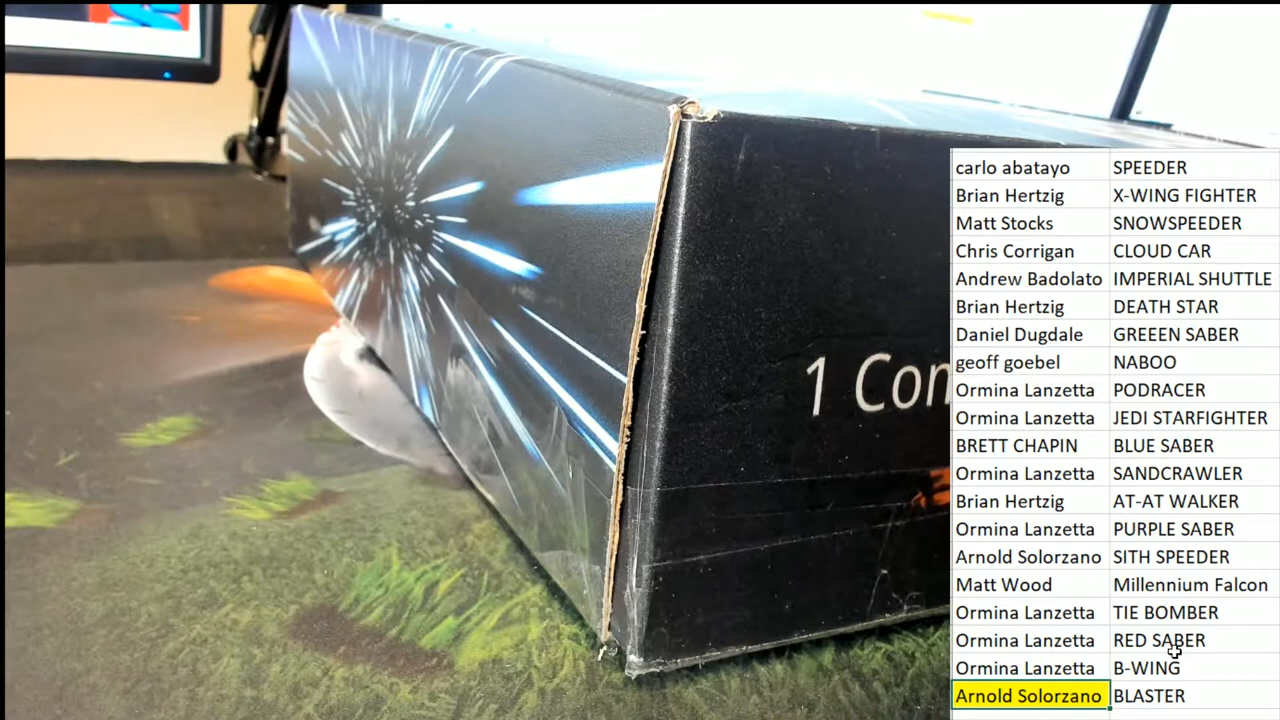 1 Con
carlo abatayo SPEEDER
Brian Hertzig X-WING FIGHTER
Matt Stocks SNOWSPEEDER
Chris Corrigan CLOUD CAR
Andrew Badolato IMPERIAL SHUTTLE
Brian Hertzig DEATH STAR
Daniel Dugdale GREEEN SABER
geoff goebel NABOO
Ormina Lanzetta PODRACER
Ormina Lanzetta JEDI STARFIGHTER
BRETT CHAPIN BLUE SABER
Ormina Lanzetta SANDCRAWLER
Brian Hertzig AT-AT WALKER
Ormina Lanzetta PURPLE SABER
Arnold Solorzano SITH SPEEDER
Matt Wood Millennium Falcon
Ormina Lanzetta TIE BOMBER
Ormina Lanzetta RED SABER
Ormina Lanzetta B-WING
Arnold Solorzano BLASTER